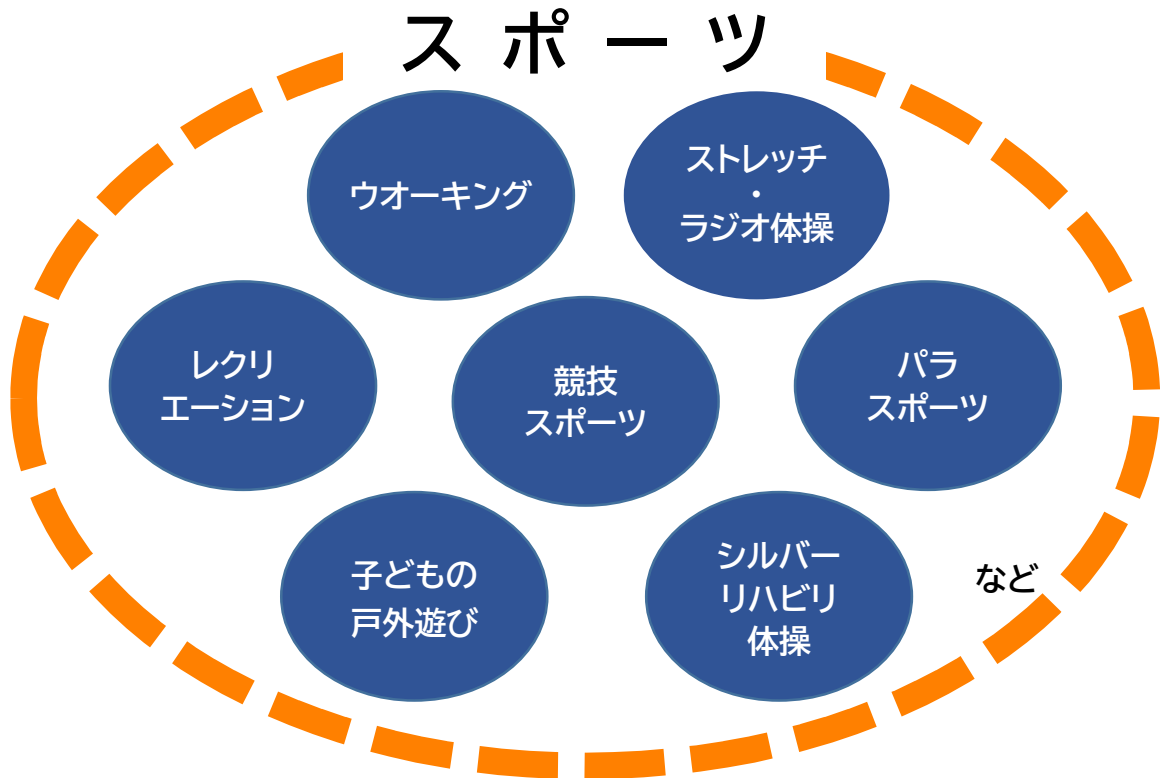 スポーツ
ウオーキング
ストレッチ
・
ラジオ体操
レクリ
エーション
競技
スポーツ
パラ
スポーツ
子どもの
戸外遊び
シルバー
リハビリ
体操
など